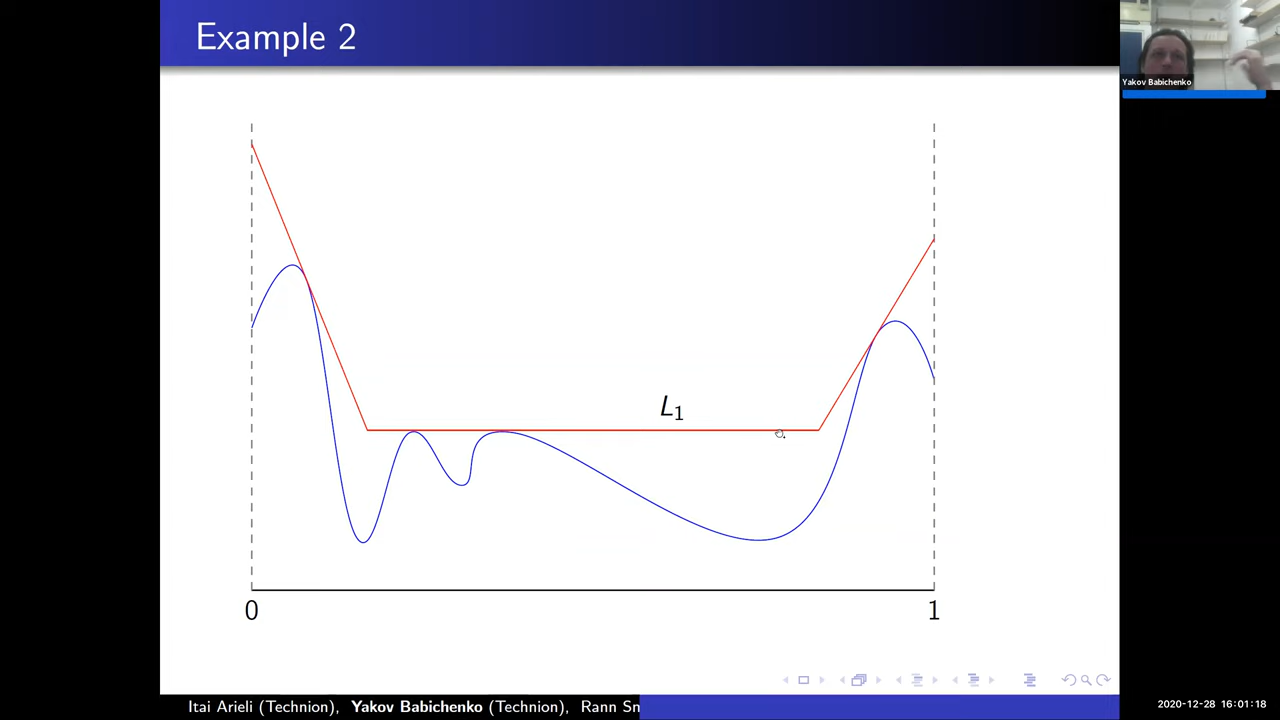 Example 2
Yakov Babichenko
L₁
0
1
Itai Arieli (Technion), Yakov Babichenko (Technion), Rann Sn
2020-12-28 16:01:18